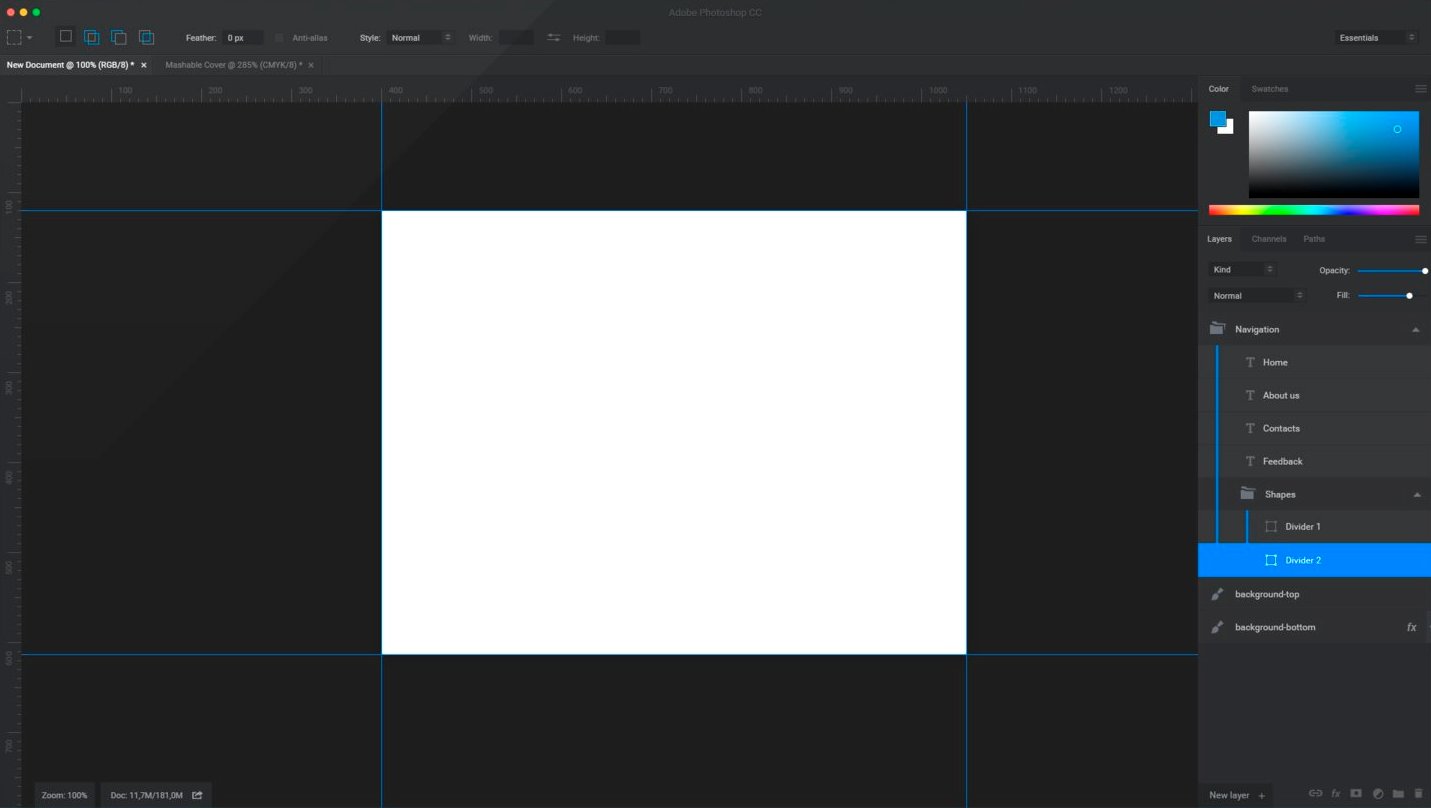 Adobe Photoshop CC
Feather: 0 px Anti-alias Style: Normal Width: Height: Essentials
New Document @ 100% (RGB/8) * × Mashable Cover @ 285% (CMYK/8) * ×
100 200 300 400 500 600 700 800 900 1000 1100 1200
Color Swatches
100
200
300
400
500
600
700
Layers Channels Paths
Kind Opacity:
Normal Fill:
Navigation
T Home
T About us
T Contacts
T Feedback
Shapes
Divider 1
Divider 2
background-top
background-bottom fx
Zoom: 100% Doc: 11,7M/181,0M New layer + fx